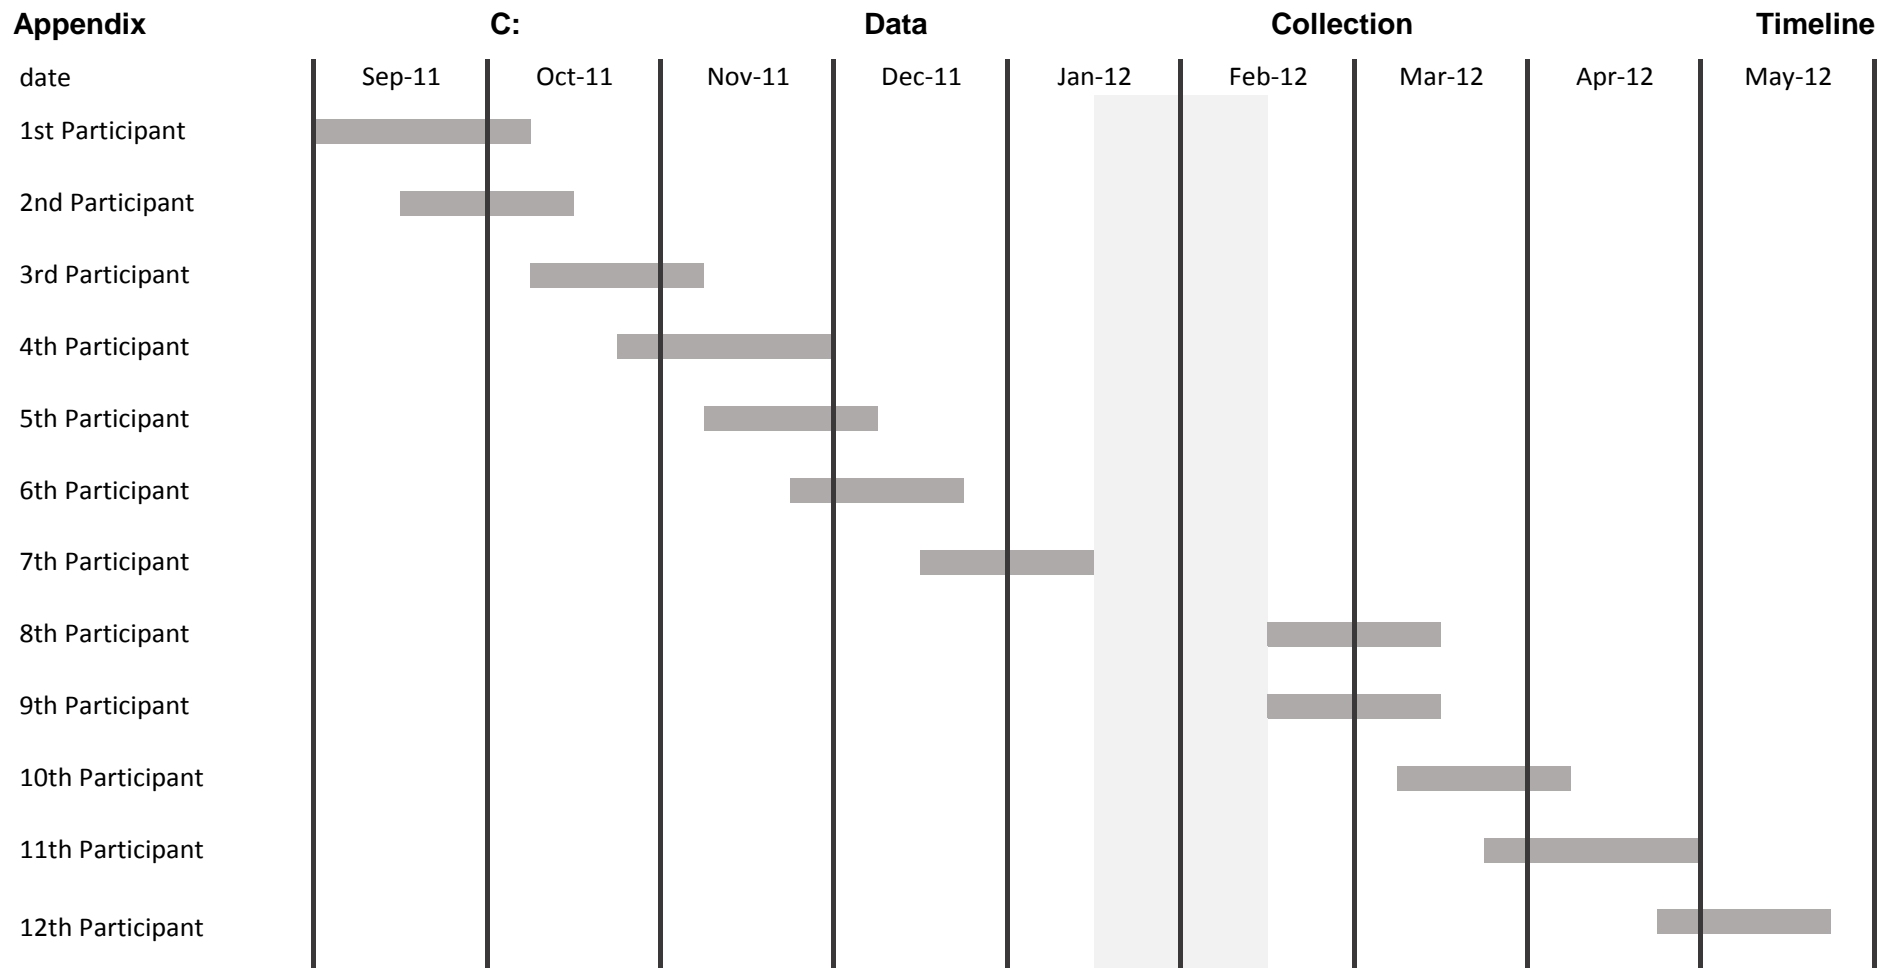 Appendix C: Data Collection Timeline
date Sep-11 Oct-11 Nov-11 Dec-11 Jan-12 Feb-12 Mar-12 Apr-12 May-12
1st Participant
2nd Participant
3rd Participant
4th Participant
5th Participant
6th Participant
7th Participant
8th Participant
9th Participant
10th Participant
11th Participant
12th Participant